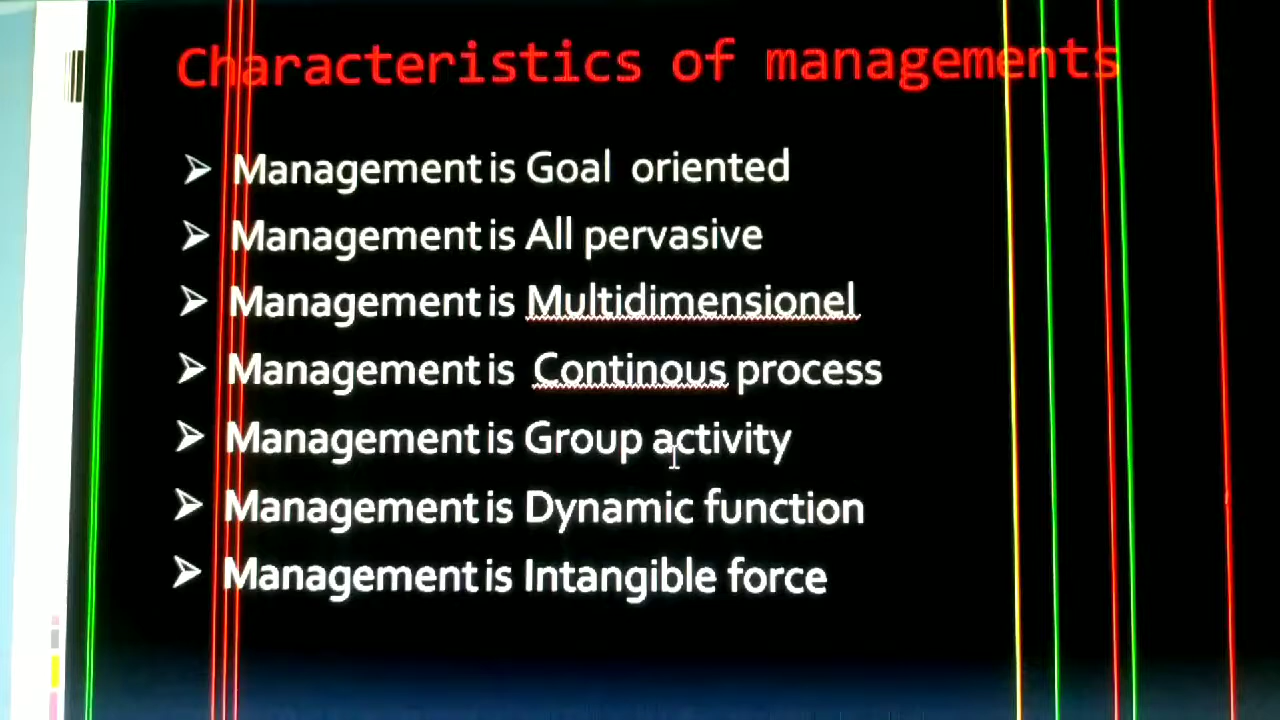 Characteristics of managements
➢ Management is Goal oriented
➢ Management is All pervasive
➢ Management is Multidimensionel
➢ Management is Continous process
➢ Management is Group activity
➢ Management is Dynamic function
➢ Management is Intangible force